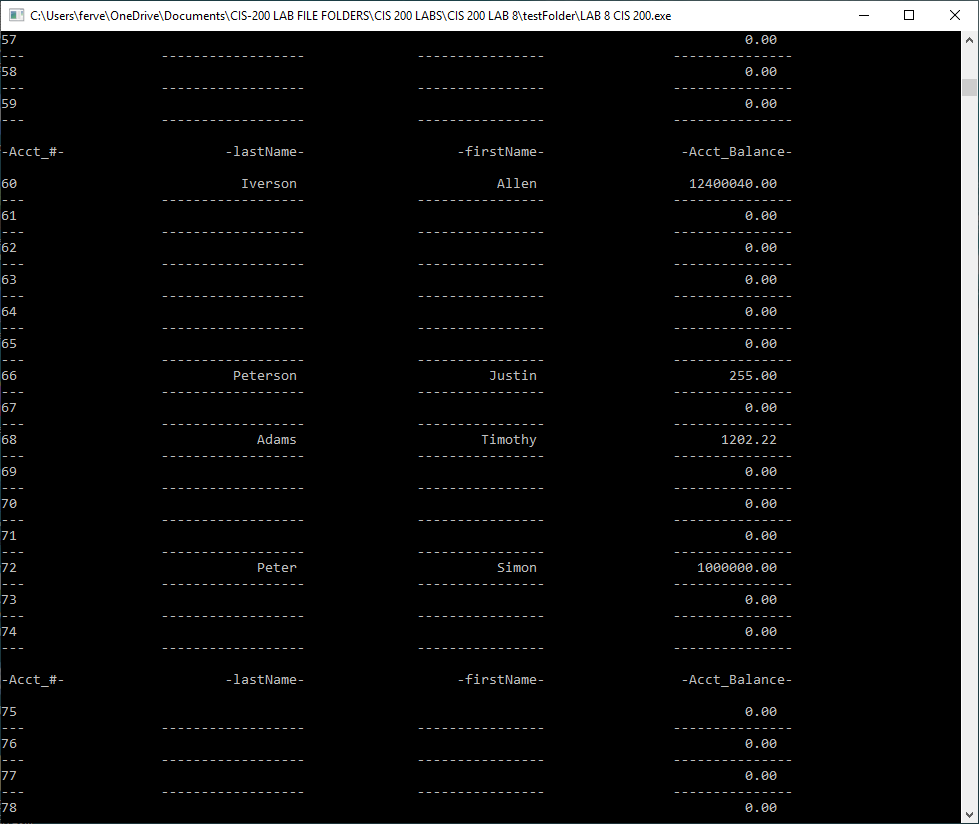 C:\Users\ferve\OneDrive\Documents\CIS-200 LAB FILE FOLDERS\CIS 200 LABS\CIS 200 LAB 8\testFolder\LAB 8 CIS 200.exe
57 0.00
--- ------------------ ---------------- ---------------
58 0.00
--- ------------------ ---------------- ---------------
59 0.00
--- ------------------ ---------------- ---------------
-Acct_#- -lastName- -firstName- -Acct_Balance-
60 Iverson Allen 12400040.00
--- ------------------ ---------------- ---------------
61 0.00
--- ------------------ ---------------- ---------------
62 0.00
--- ------------------ ---------------- ---------------
63 0.00
--- ------------------ ---------------- ---------------
64 0.00
--- ------------------ ---------------- ---------------
65 0.00
--- ------------------ ---------------- ---------------
66 Peterson Justin 255.00
--- ------------------ ---------------- ---------------
67 0.00
--- ------------------ ---------------- ---------------
68 Adams Timothy 1202.22
--- ------------------ ---------------- ---------------
69 0.00
--- ------------------ ---------------- ---------------
70 0.00
--- ------------------ ---------------- ---------------
71 0.00
--- ------------------ ---------------- ---------------
72 Peter Simon 1000000.00
--- ------------------ ---------------- ---------------
73 0.00
--- ------------------ ---------------- ---------------
74 0.00
--- ------------------ ---------------- ---------------
-Acct_#- -lastName- -firstName- -Acct_Balance-
75 0.00
--- ------------------ ---------------- ---------------
76 0.00
--- ------------------ ---------------- ---------------
77 0.00
--- ------------------ ---------------- ---------------
78 0.00